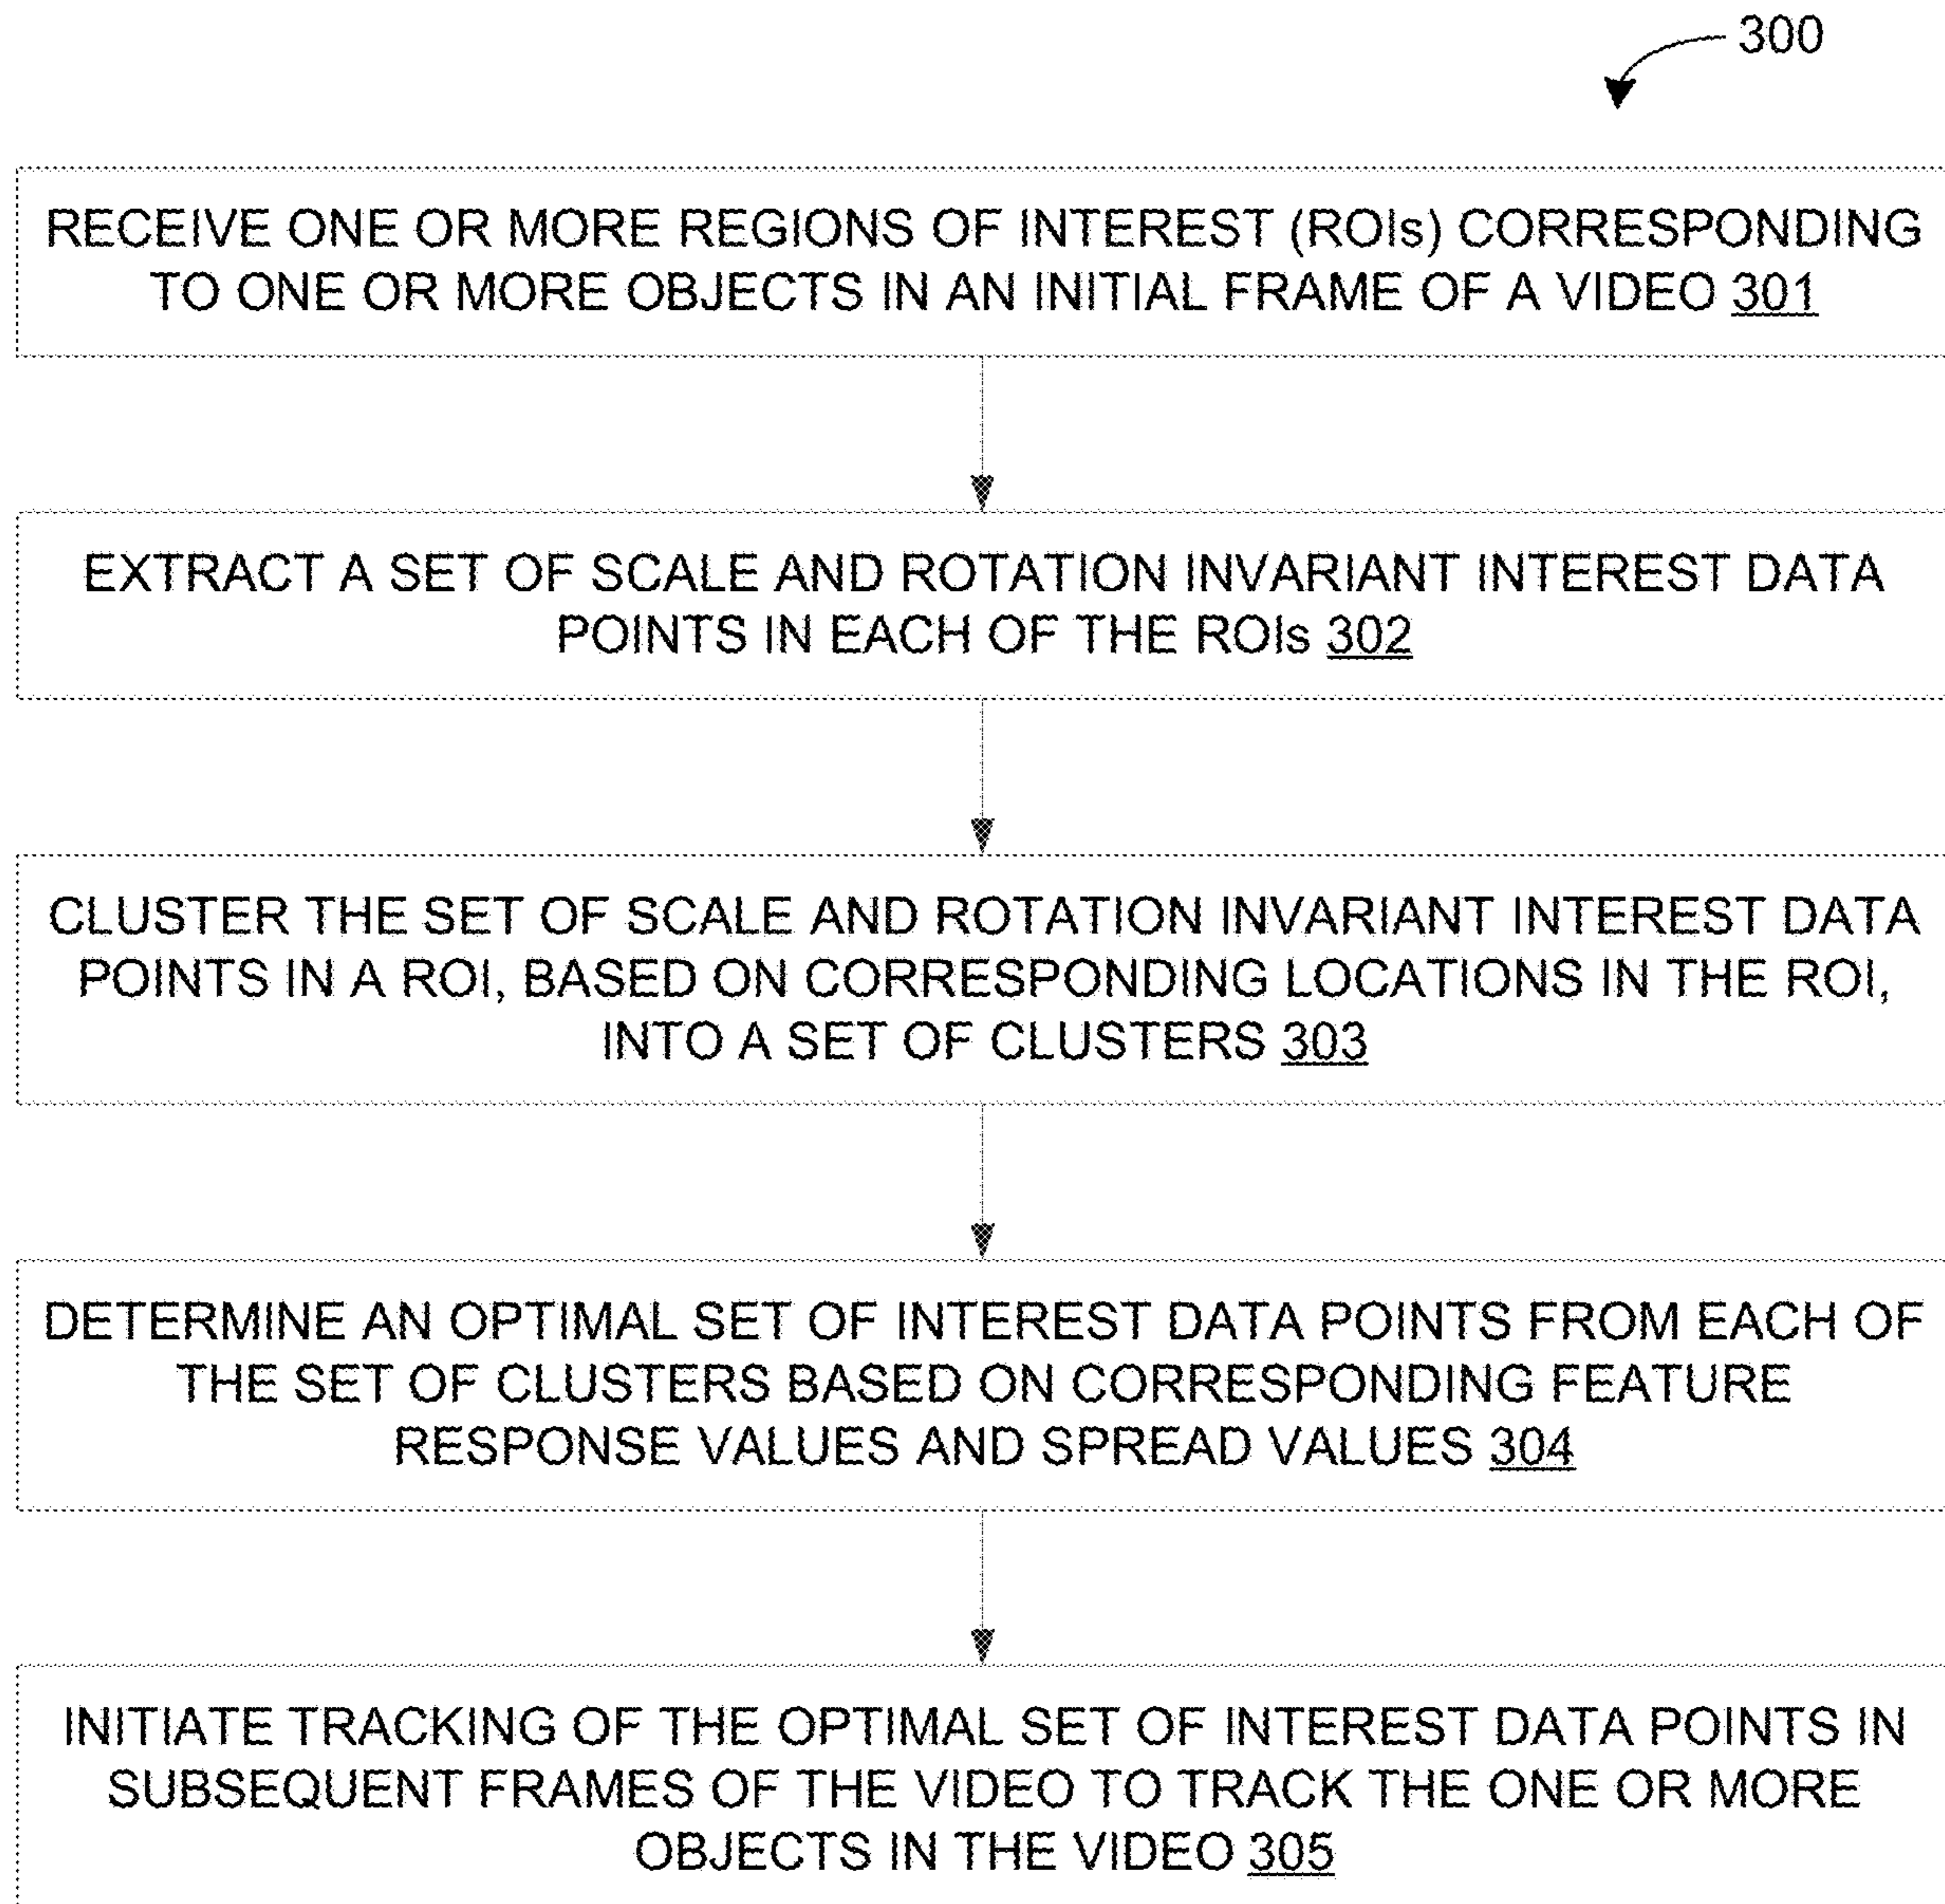 300
RECEIVE ONE OR MORE REGIONS OF INTEREST (ROIs) CORRESPONDING
TO ONE OR MORE OBJECTS IN AN INITIAL FRAME OF A VIDEO 301
EXTRACT A SET OF SCALE AND ROTATION INVARIANT INTEREST DATA
POINTS IN EACH OF THE ROIs 302
CLUSTER THE SET OF SCALE AND ROTATION INVARIANT INTEREST DATA
POINTS IN A ROI, BASED ON CORRESPONDING LOCATIONS IN THE ROI,
INTO A SET OF CLUSTERS 303
DETERMINE AN OPTIMAL SET OF INTEREST DATA POINTS FROM EACH OF
THE SET OF CLUSTERS BASED ON CORRESPONDING FEATURE
RESPONSE VALUES AND SPREAD VALUES 304
INITIATE TRACKING OF THE OPTIMAL SET OF INTEREST DATA POINTS IN
SUBSEQUENT FRAMES OF THE VIDEO TO TRACK THE ONE OR MORE
OBJECTS IN THE VIDEO 305